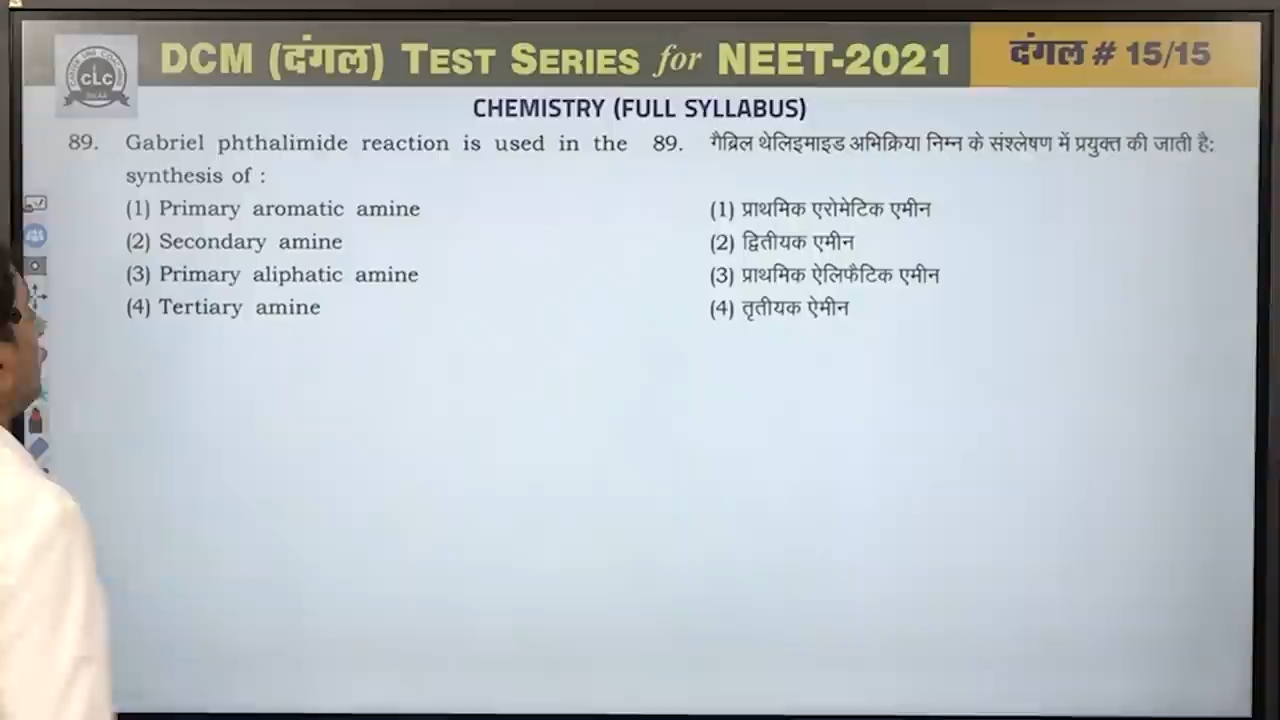 DCM (दंगल) TEST SERIES for NEET-2021
दंगल # 15/15
CLC
CHEMISTRY (FULL SYLLABUS)
89. Gabriel phthalimide reaction is used in the
synthesis of :
(1) Primary aromatic amine
(2) Secondary amine
(3) Primary aliphatic amine
(4) Tertiary amine
89. गैब्रिल थेलिइमाइड अभिक्रिया निम्न के संश्लेषण में प्रयुक्त की जाती है:
(1) प्राथमिक एरोमेटिक एमीन
(2) द्वितीयक एमीन
(3) प्राथमिक ऐलिफैटिक एमीन
(4) तृतीयक ऐमीन